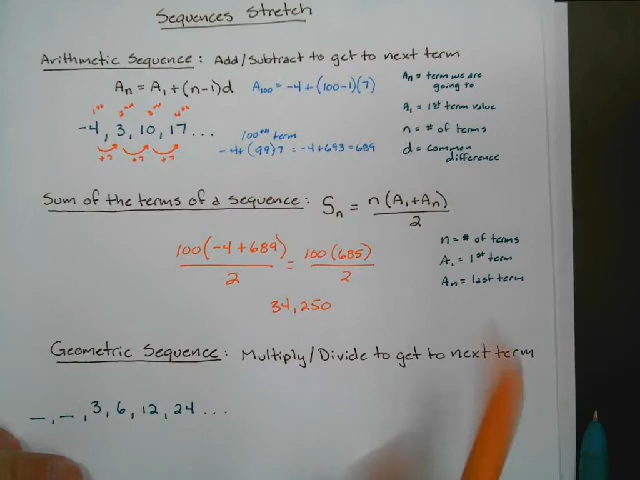 Sequences Stretch
Arithmetic Sequence: Add/Subtract to get to next term
An = A1 + (n-1)d
A100 = -4 + (100-1)(7)
An = term we are going to
A1 = 1st term value
n = # of terms
d = common difference
1st 2nd 3rd 4th
-4, 3, 10, 17...
+7 +7 +7
100th term
-4+(99)7 = -4+693 = 689
Sum of the terms of a sequence: Sn = n(A1+An)/2
100(-4+689)/2 = 100(685)/2
34,250
n = # of terms
A1 = 1st term
An = last term
Geometric Sequence: Multiply/Divide to get to next term
_, _, 3, 6, 12, 24...